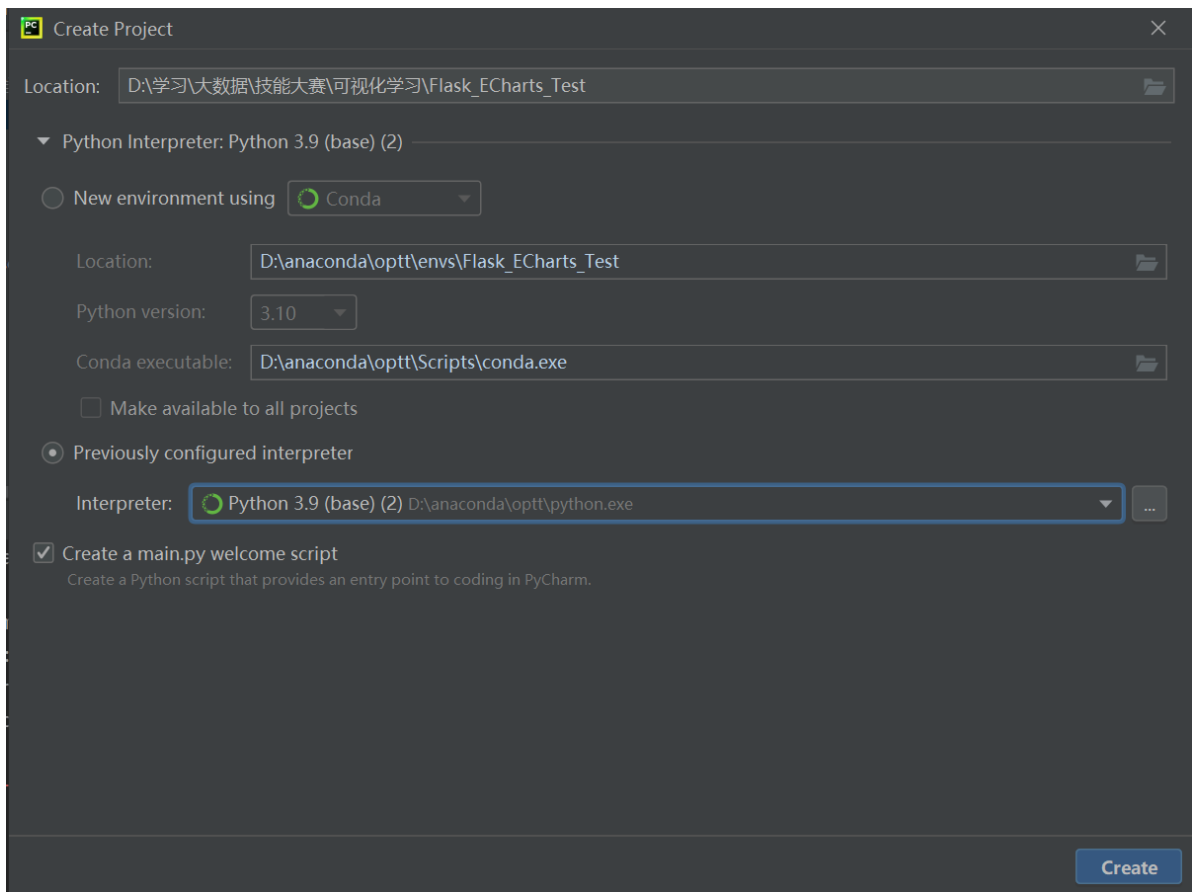 PC Create Project
Location: D:\学习\大数据\技能大赛\可视化学习\Flask_ECharts_Test
Python Interpreter: Python 3.9 (base) (2)
New environment using Conda
Location: D:\anaconda\optt\envs\Flask_ECharts_Test
Python version: 3.10
Conda executable: D:\anaconda\optt\Scripts\conda.exe
Make available to all projects
Previously configured interpreter
Interpreter: Python 3.9 (base) (2) D:\anaconda\optt\python.exe ...
Create a main.py welcome script
Create a Python script that provides an entry point to coding in PyCharm.
Create